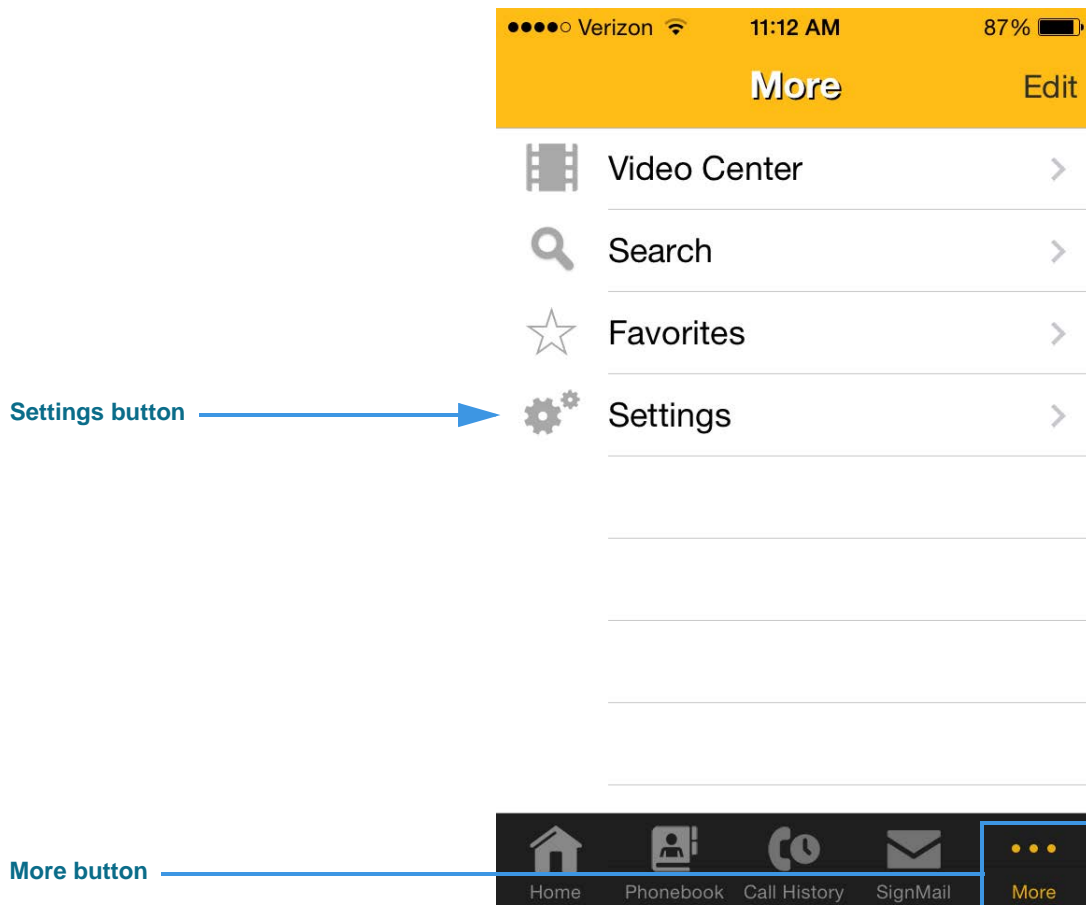 Verizon 11:12 AM 87%
More Edit
Video Center
Search
Favorites
Settings button Settings
More button
Home Phonebook Call History SignMail More